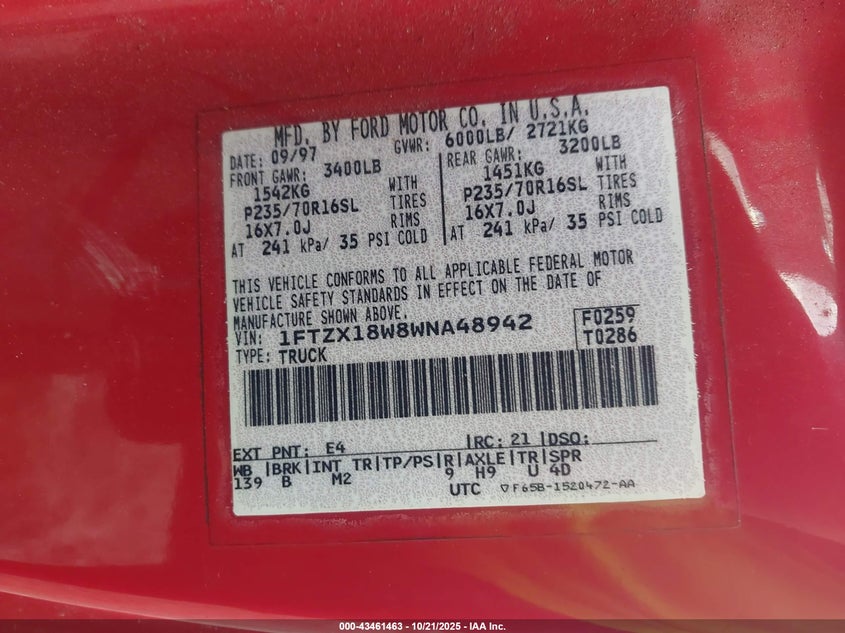 MFD. BY FORD MOTOR CO. IN U.S.A.
DATE: 09/97 GVWR: 6000LB/ 2721KG
FRONT GAWR: 3400LB REAR GAWR: 3200LB
1542KG WITH 1451KG WITH
P235/70R16SL TIRES P235/70R16SL TIRES
16X7.0J RIMS 16X7.0J RIMS
AT 241 kPa/ 35 PSI COLD AT 241 kPa/ 35 PSI COLD
THIS VEHICLE CONFORMS TO ALL APPLICABLE FEDERAL MOTOR
VEHICLE SAFETY STANDARDS IN EFFECT ON THE DATE OF
MANUFACTURE SHOWN ABOVE.
VIN: 1FTZX18W8WNA48942 F0259
TYPE: TRUCK T0286
EXT PNT: E4 |RC: 21 |DSO:
WB |BRK|INT TR|TP/PS|R|AXLE|TR|SPR
139 B M2 9 H9 U 4D
UTC ▽F65B-1520472-AA
000-43461463 - 10/21/2025 - IAA Inc.